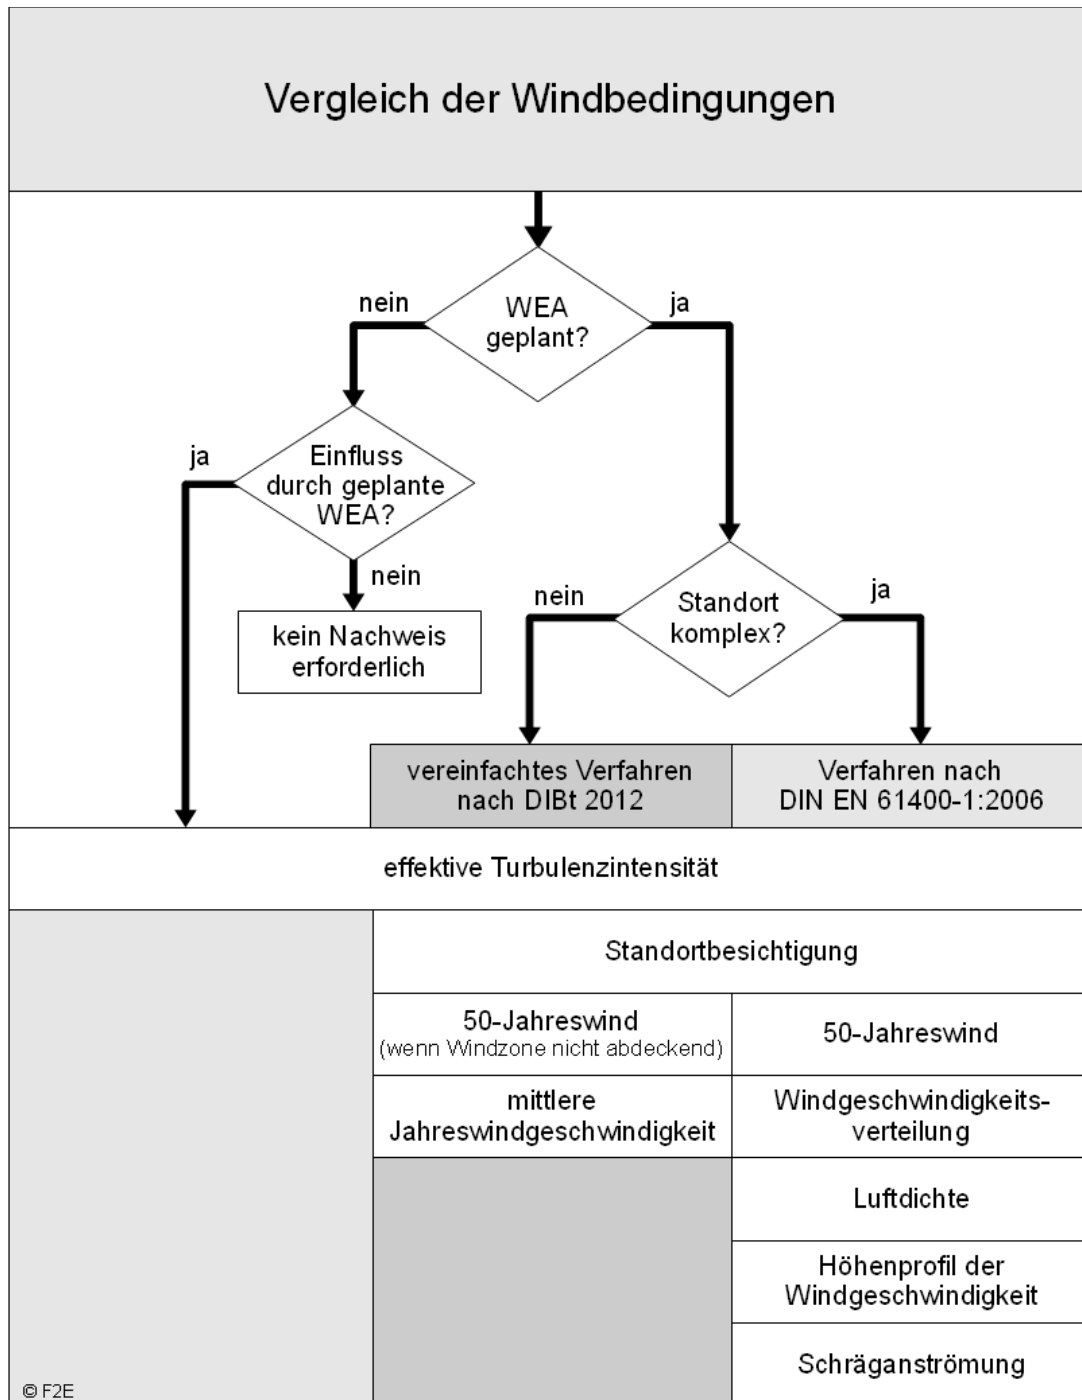 Vergleich der Windbedingungen
nein
WEA
geplant?
ja
ja
Einfluss
durch geplante
WEA?
nein
kein Nachweis
erforderlich
nein
Standort
komplex?
ja
vereinfachtes Verfahren
nach DIBt 2012
Verfahren nach
DIN EN 61400-1:2006
effektive Turbulenzintensität
Standortbesichtigung
50-Jahreswind
(wenn Windzone nicht abdeckend)
50-Jahreswind
mittlere
Jahreswindgeschwindigkeit
Windgeschwindigkeits-
verteilung
Luftdichte
Höhenprofil der
Windgeschwindigkeit
Schräganströmung
© F2E